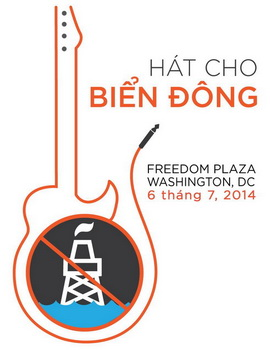 HÁT CHO
BIỂN ĐÔNG
FREEDOM PLAZA
WASHINGTON, DC
6 tháng 7, 2014